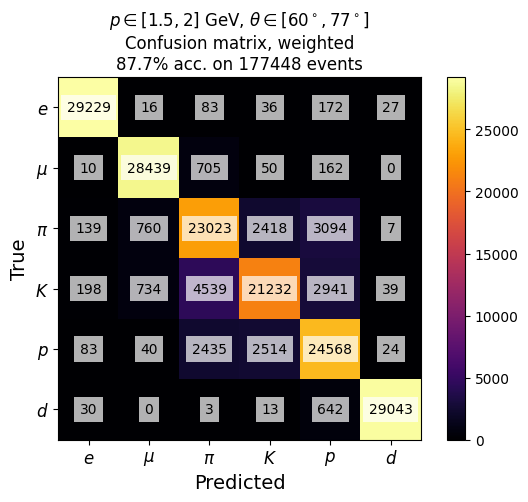 p ∈ [1.5, 2] GeV, θ ∈ [60°, 77°]
Confusion matrix, weighted
87.7% acc. on 177448 events
True
e 29229 16 83 36 172 27
μ 10 28439 705 50 162 0
π 139 760 23023 2418 3094 7
K 198 734 4539 21232 2941 39
p 83 40 2435 2514 24568 24
d 30 0 3 13 642 29043
e μ π K p d
Predicted
25000
20000
15000
10000
5000
0